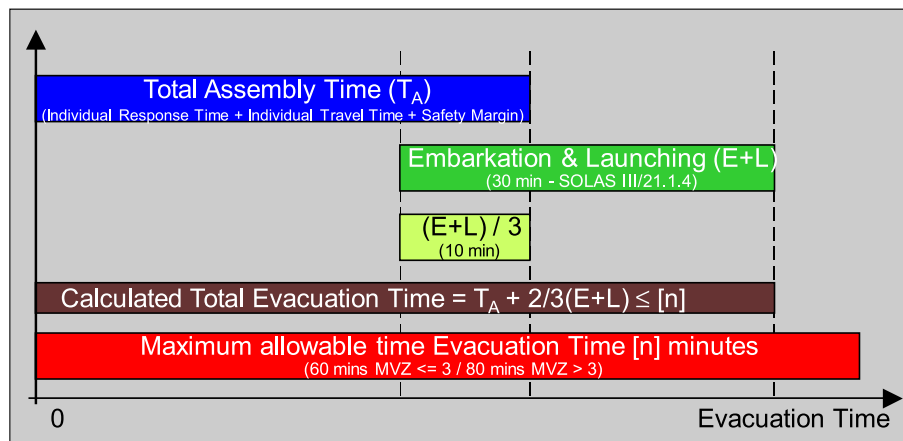 Total Assembly Time (TA)
(Individual Response Time + Individual Travel Time + Safety Margin)
Embarkation & Launching (E+L)
(30 min - SOLAS III/21.1.4)
(E+L) / 3
(10 min)
Calculated Total Evacuation Time = TA + 2/3(E+L) ≤ [n]
Maximum allowable time Evacuation Time [n] minutes
(60 mins MVZ <= 3 / 80 mins MVZ > 3)
0
Evacuation Time